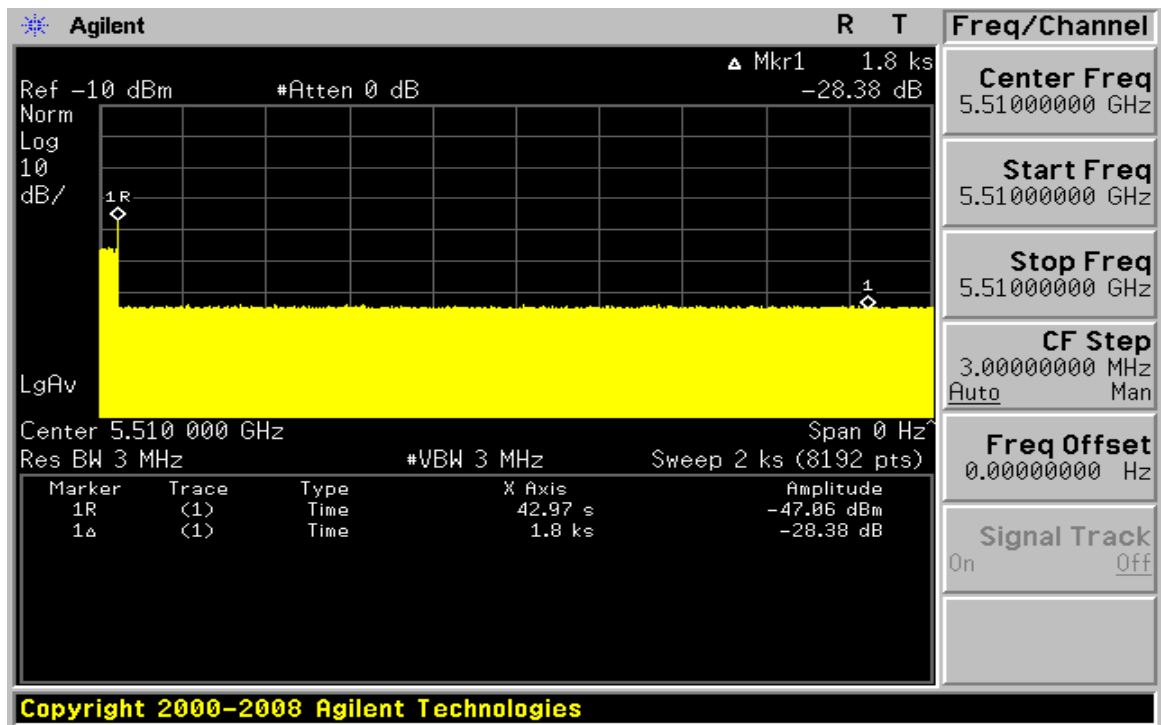 Agilent R T
Freq/Channel
Δ Mkr1 1.8 ks
Ref -10 dBm #Atten 0 dB -28.38 dB
Norm
Log
10
dB/
1R
1
LgAv
Center 5.510 000 GHz Span 0 Hz^
Res BW 3 MHz #VBW 3 MHz Sweep 2 ks (8192 pts)
Marker Trace Type X Axis Amplitude
1R (1) Time 42.97 s -47.06 dBm
1Δ (1) Time 1.8 ks -28.38 dB
Center Freq
5.51000000 GHz
Start Freq
5.51000000 GHz
Stop Freq
5.51000000 GHz
CF Step
3.00000000 MHz
Auto Man
Freq Offset
0.00000000 Hz
Signal Track
On Off
Copyright 2000-2008 Agilent Technologies